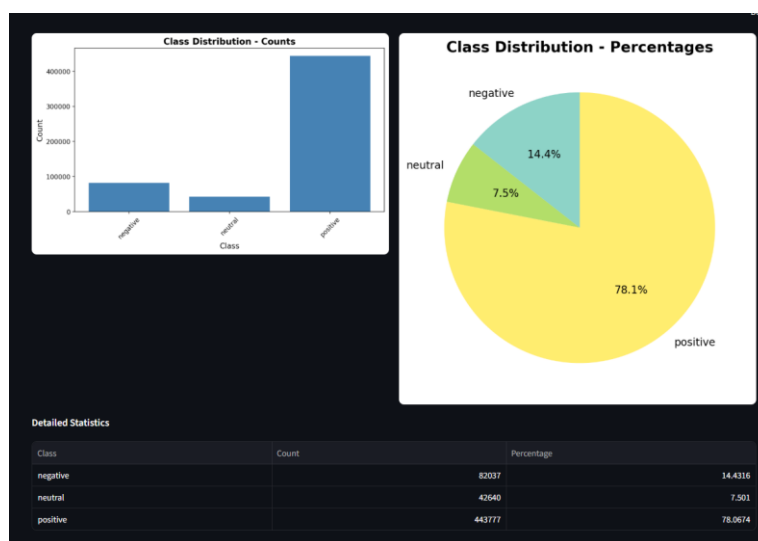 Class Distribution - Counts
Count
400000
300000
200000
100000
0
negative
neutral
positive
Class
Class Distribution - Percentages
negative
14.4%
neutral
7.5%
78.1%
positive
Detailed Statistics
Class Count Percentage
negative 82037 14.4316
neutral 42640 7.501
positive 443777 78.0674